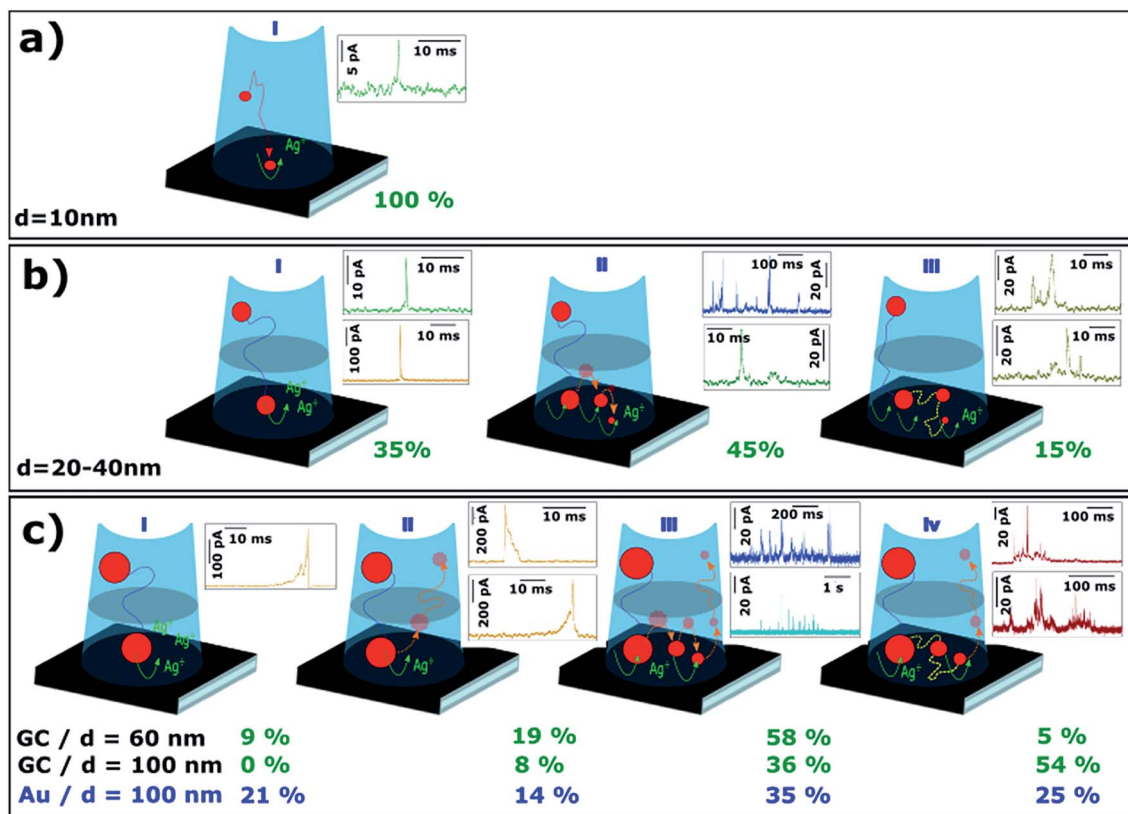 a)
I
5 pA
10 ms
Ag+
100 %
d=10nm
b)
I
10 pA
10 ms
100 pA
10 ms
Ag+
Ag+
35%
II
100 ms
20 pA
10 ms
20 pA
Ag+
45%
III
20 pA
10 ms
20 pA
10 ms
Ag+
15%
d=20-40nm
c)
I
10 ms
100 pA
Ag+
Ag+
Ag+
II
200 pA
10 ms
200 pA
10 ms
Ag+
III
20 pA
200 ms
20 pA
1 s
Ag+
Iv
20 pA
100 ms
20 pA
100 ms
Ag+
GC / d = 60 nm 9 % 19 % 58 % 5 %
GC / d = 100 nm 0 % 8 % 36 % 54 %
Au / d = 100 nm 21 % 14 % 35 % 25 %